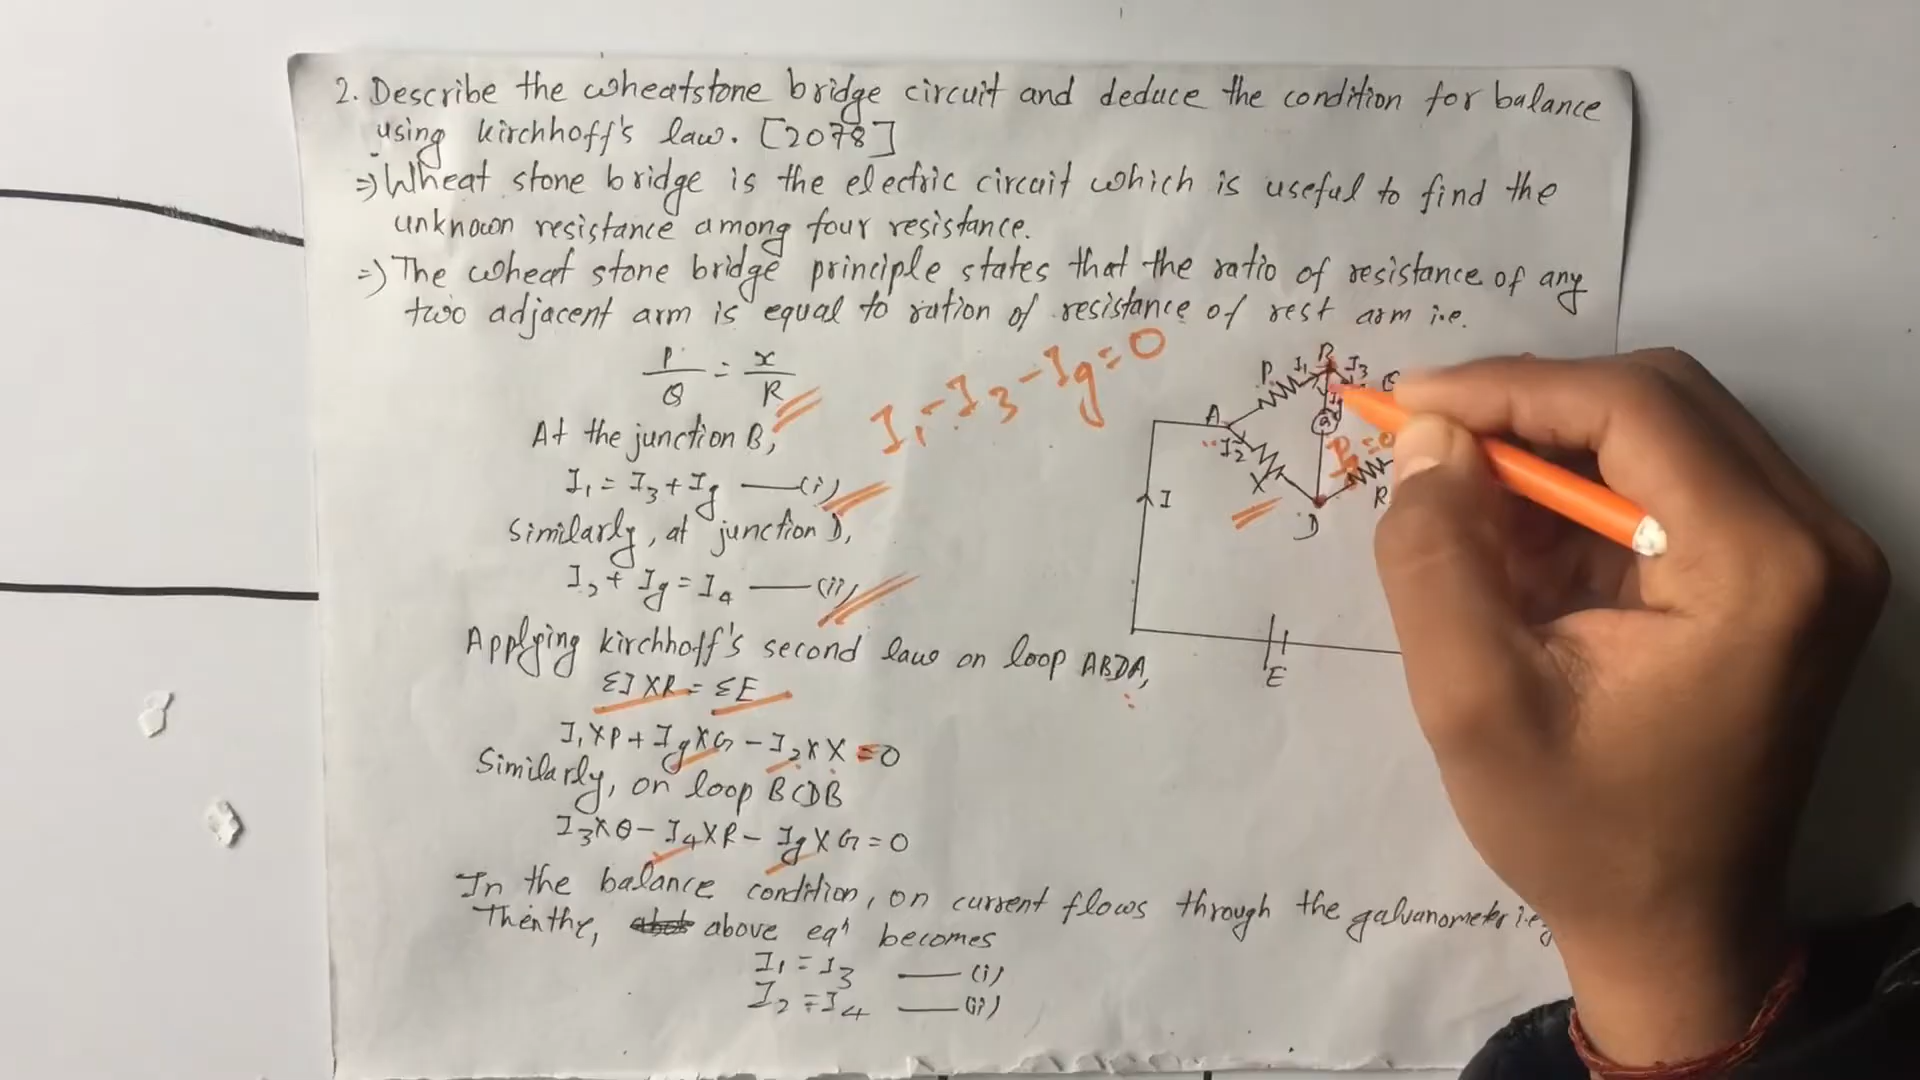 2. Describe the wheatstone bridge circuit and deduce the condition for balance
using kirchhoff's law. [2078]
=> Wheat stone bridge is the electric circuit which is useful to find the
unknown resistance among four resistance.
=> The wheat stone bridge principle states that the ratio of resistance of any
two adjacent arm is equal to ration of resistance of rest arm i.e.
P/Q = x/R
I₁ - I₃ - Ig = 0
At the junction B,
I₁ = I₃ + Ig —(i)
Similarly, at junction D,
I₂ + Ig = I₄ —(ii)
Applying kirchhoff's second law on loop ABDA,
ΣI X R = ΣE
I₁XP + IgXG - I₂XX = 0
Similarly, on loop BCDB
I₃XQ - I₄XR - IgXG = 0
In the balance condition, on current flows through the galvanometer i.e
Then the, above eqⁿ becomes
I₁ = I₃ —(i)
I₂ = I₄ —(ii)
B
P
I₁
I₃
Ig
A
I₂
X
R
D
I
E